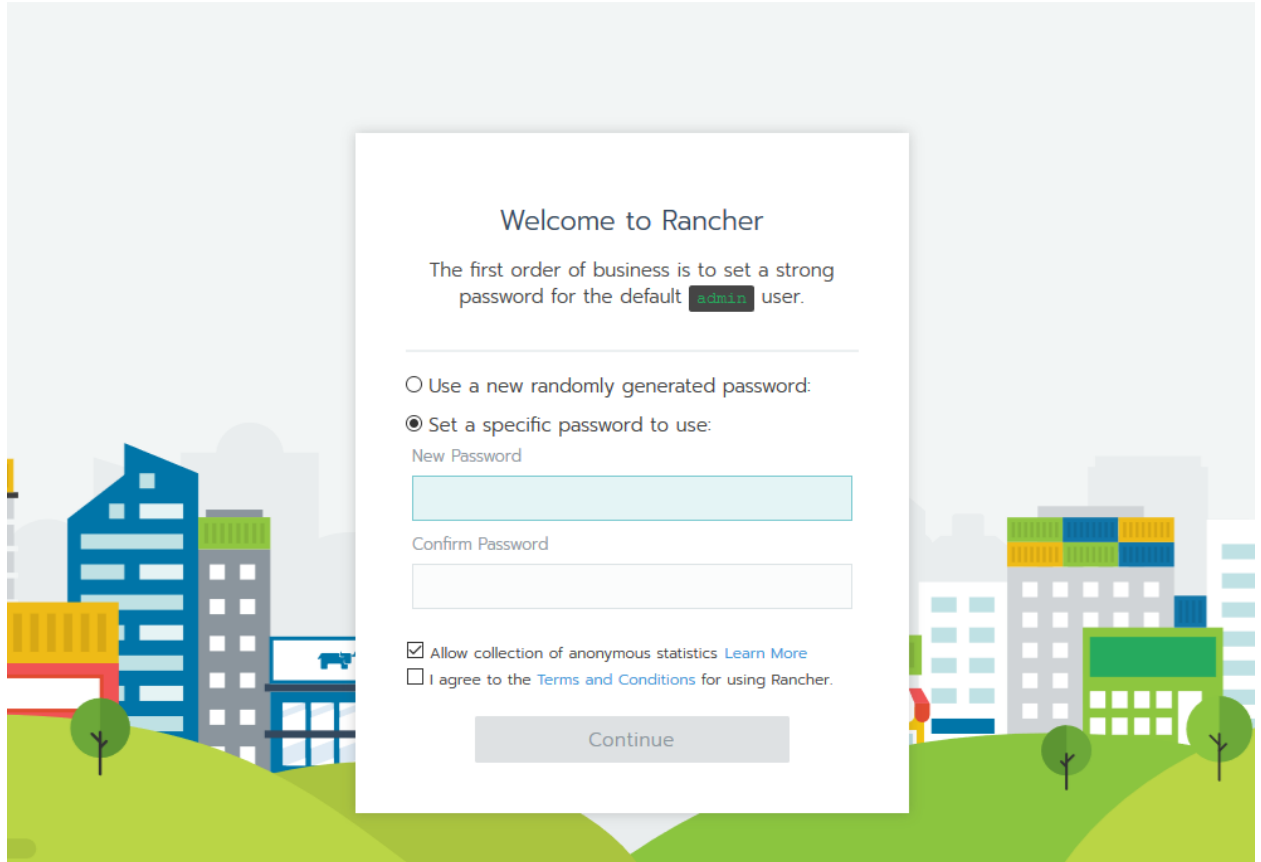 Welcome to Rancher
The first order of business is to set a strong
password for the default admin user.
Use a new randomly generated password:
Set a specific password to use:
New Password
Confirm Password
Allow collection of anonymous statistics Learn More
I agree to the Terms and Conditions for using Rancher.
Continue